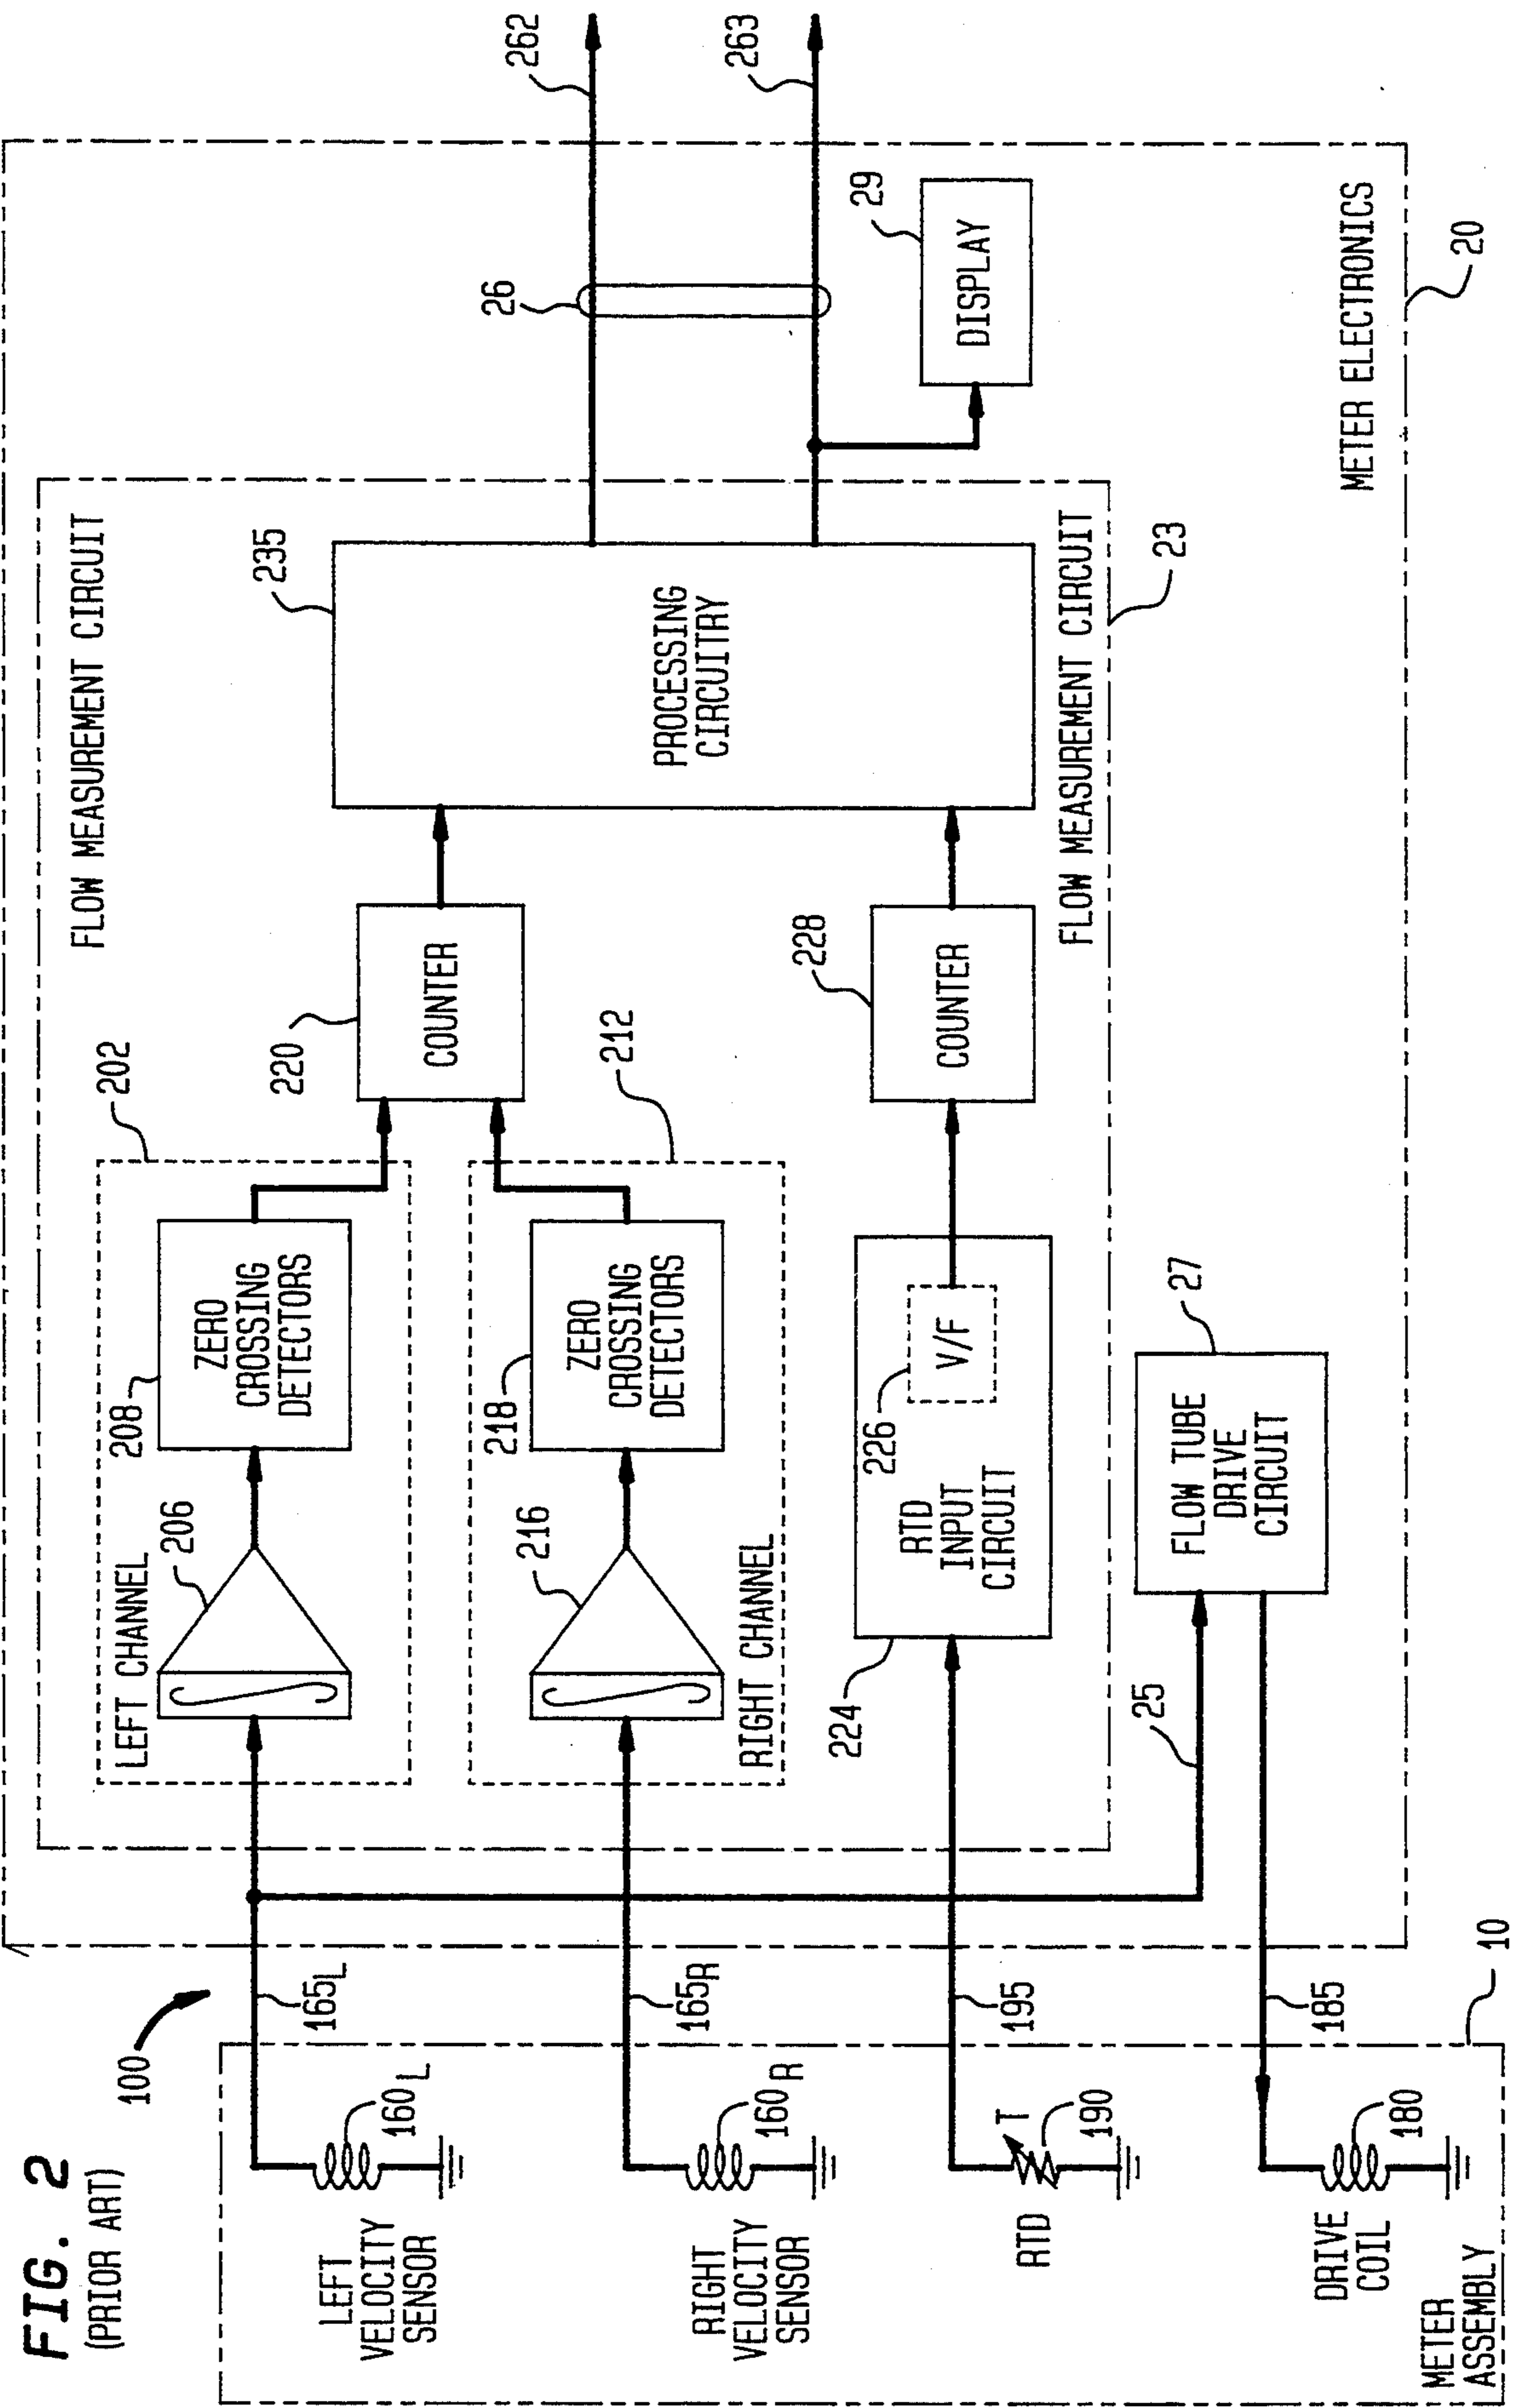 FIG. 2
(PRIOR ART)
100
LEFT
VELOCITY
SENSOR
160L
165L
RIGHT
VELOCITY
SENSOR
160R
165R
RTD
T
190
195
DRIVE
COIL
180
185
METER
ASSEMBLY
10
FLOW MEASUREMENT CIRCUIT
LEFT CHANNEL
206
208
ZERO
CROSSING
DETECTORS
202
RIGHT CHANNEL
216
218
ZERO
CROSSING
DETECTORS
212
220
COUNTER
224
RTD
INPUT
CIRCUIT
226
V/F
228
COUNTER
235
PROCESSING
CIRCUITRY
FLOW MEASUREMENT CIRCUIT
23
25
FLOW TUBE
DRIVE
CIRCUIT
27
26
262
263
29
DISPLAY
METER ELECTRONICS
20